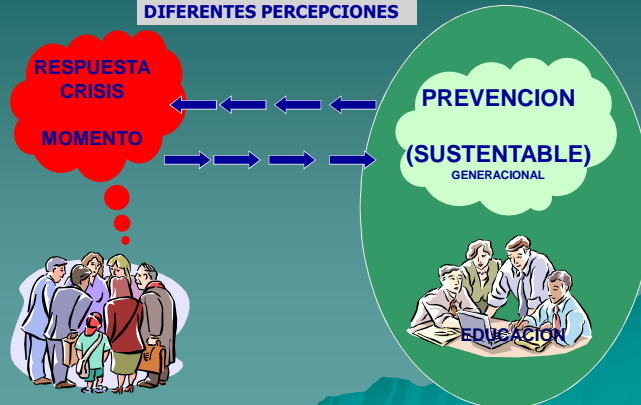 DIFERENTES PERCEPCIONES
RESPUESTA
CRISIS
MOMENTO
PREVENCION
(SUSTENTABLE)
GENERACIONAL
EDUCACION